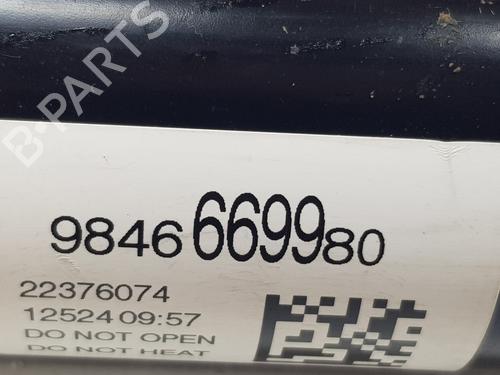 B-PARTS
9846669980
22376074
12524 09:57
DO NOT OPEN
DO NOT HEAT